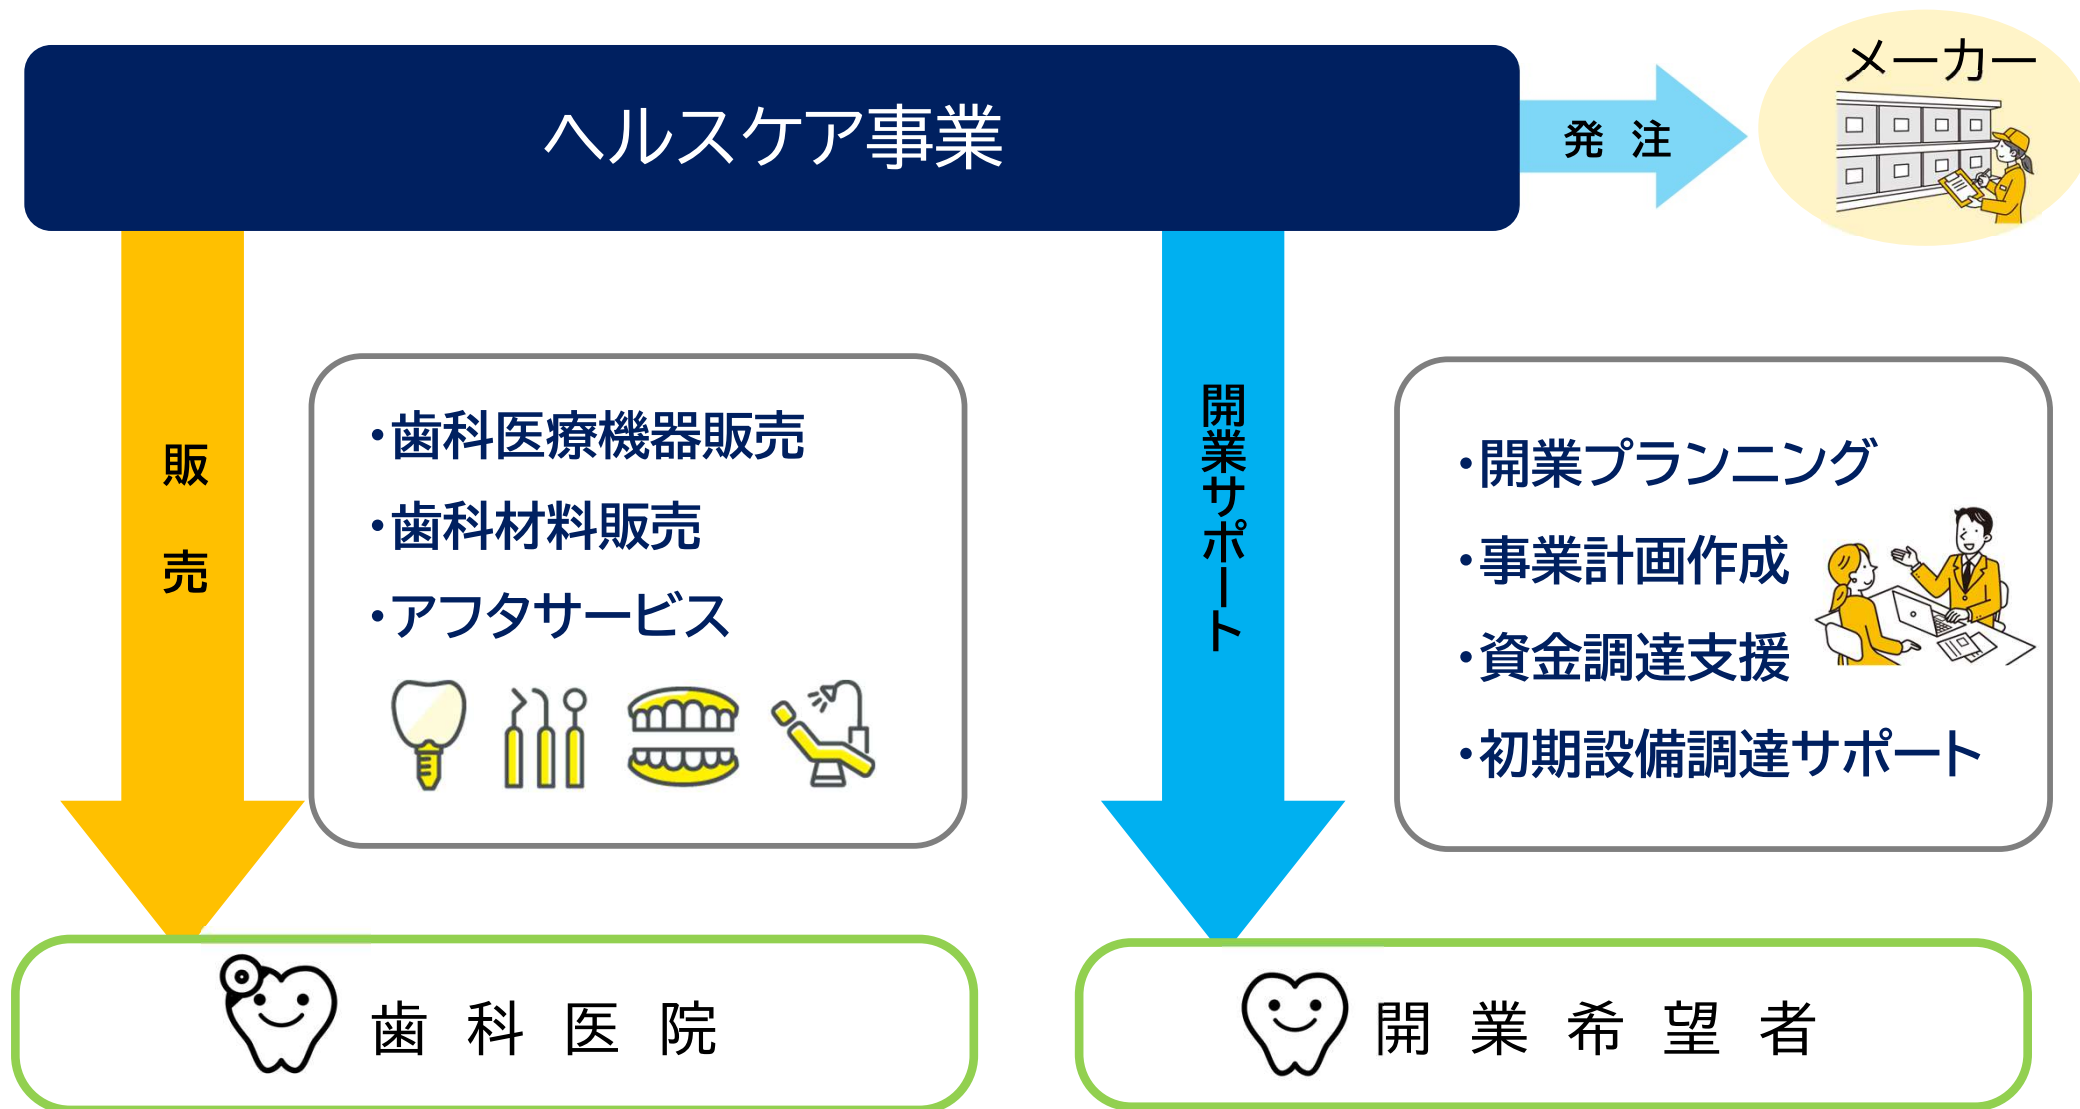 ヘルスケア事業
発 注
メーカー
販 売
・歯科医療機器販売
・歯科材料販売
・アフタサービス
開業サポート
・開業プランニング
・事業計画作成
・資金調達支援
・初期設備調達サポート
歯 科 医 院
開 業 希 望 者